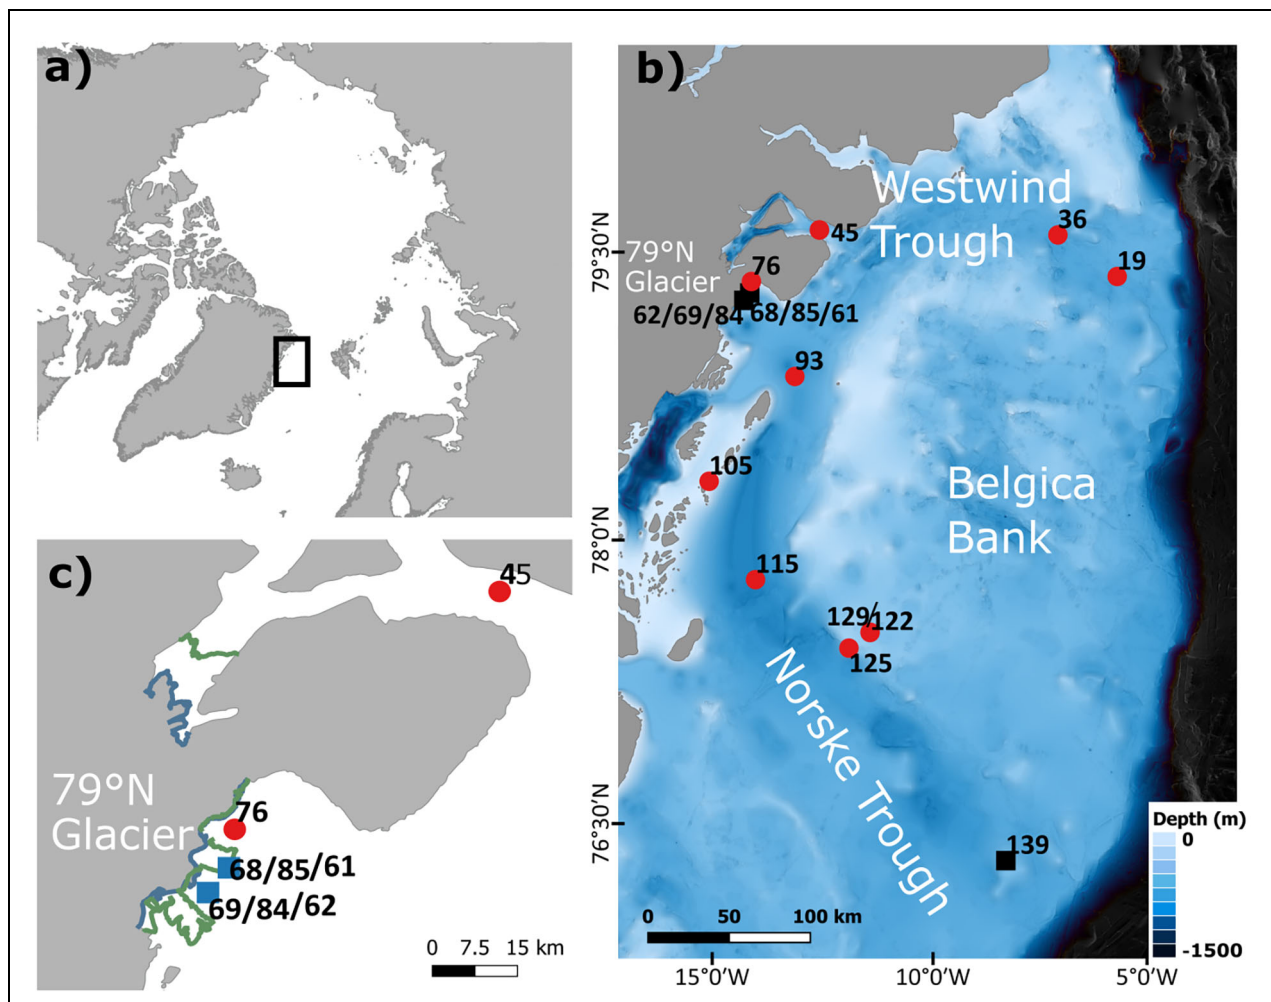 a)
b)
Westwind
Trough
36
19
45
79°30'N
79°N
Glacier
76
62/69/84
68/85/61
93
105
Belgica
Bank
78°0'N
115
129/
122
125
Norske Trough
76°30'N
139
Depth (m)
0
-1500
0
50
100 km
15°0'W
10°0'W
5°0'W
c)
45
79°N
Glacier
76
68/85/61
69/84/62
0
7.5
15 km